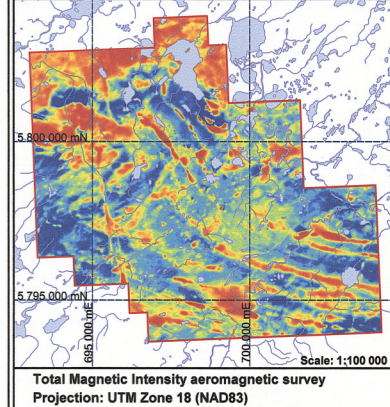 5 800 000 mN
5 795 000 mN
695 000 mE
700 000 mE
Scale: 1:100 000
Total Magnetic Intensity aeromagnetic survey
Projection: UTM Zone 18 (NAD83)